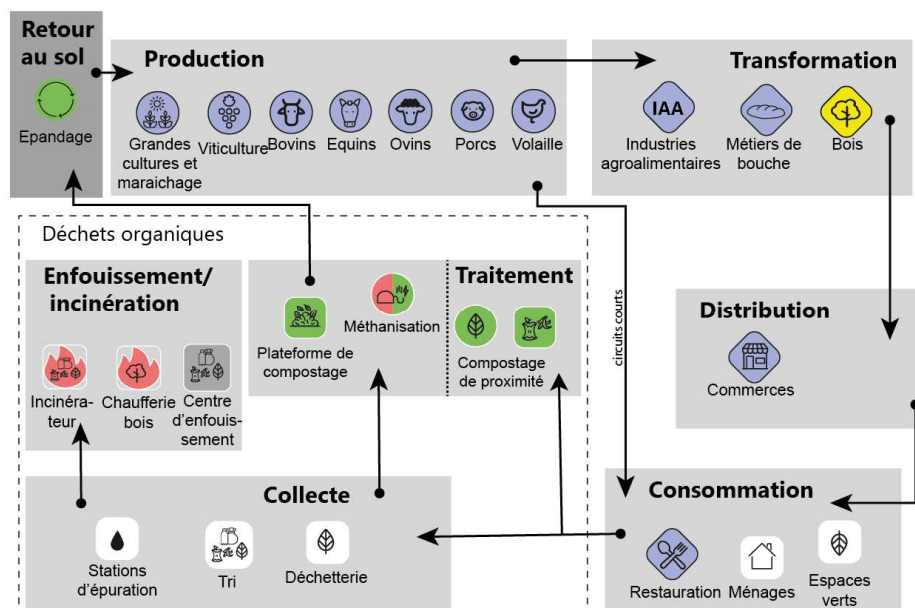 Retour
au sol
Epandage
Production
Grandes
cultures et
maraichage
Viticulture
Bovins
Equins
Ovins
Porcs
Volaille
Transformation
IAA
Industries
agroalimentaires
Métiers de
bouche
Bois
Déchets organiques
Enfouissement/
incinération
Incinéra-
teur
Chaufferie
bois
Centre
d'enfouis-
sement
Plateforme de
compostage
Méthanisation
Traitement
Compostage
de proximité
circuits courts
Distribution
Commerces
Collecte
Stations
d'épuration
Tri
Déchetterie
Consommation
Restauration
Ménages
Espaces
verts